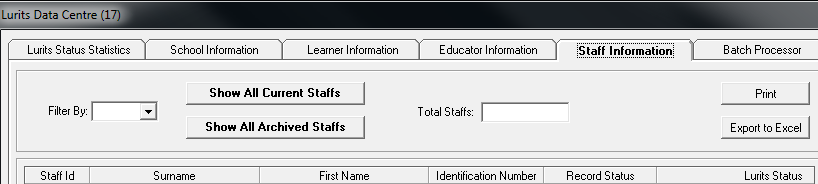 Lurits Data Centre (17)
Lurits Status Statistics School Information Learner Information Educator Information Staff Information Batch Processor
Show All Current Staffs Print
Filter By: Total Staffs:
Show All Archived Staffs Export to Excel
Staff Id Surname First Name Identification Number Record Status Lurits Status